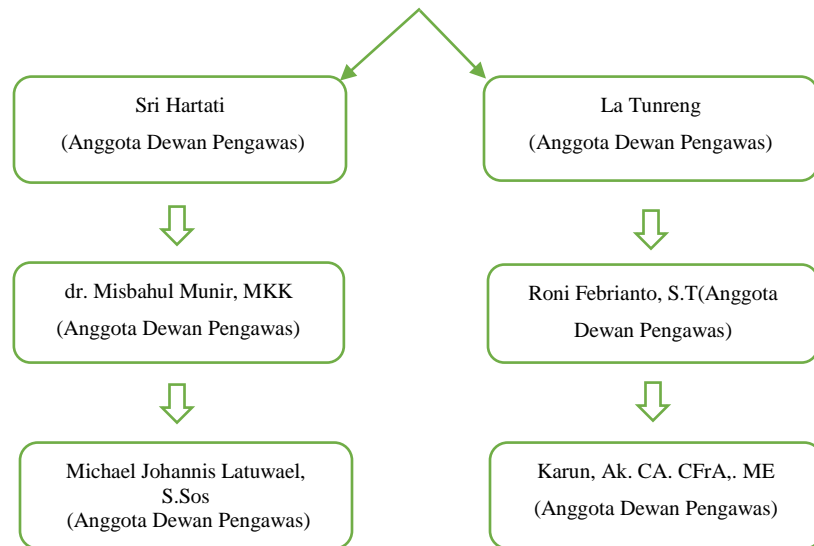 Sri Hartati
(Anggota Dewan Pengawas)
La Tunreng
(Anggota Dewan Pengawas)
dr. Misbahul Munir, MKK
(Anggota Dewan Pengawas)
Roni Febrianto, S.T(Anggota
Dewan Pengawas)
Michael Johannis Latuwael,
S.Sos
(Anggota Dewan Pengawas)
Karun, Ak. CA. CFrA,. ME
(Anggota Dewan Pengawas)